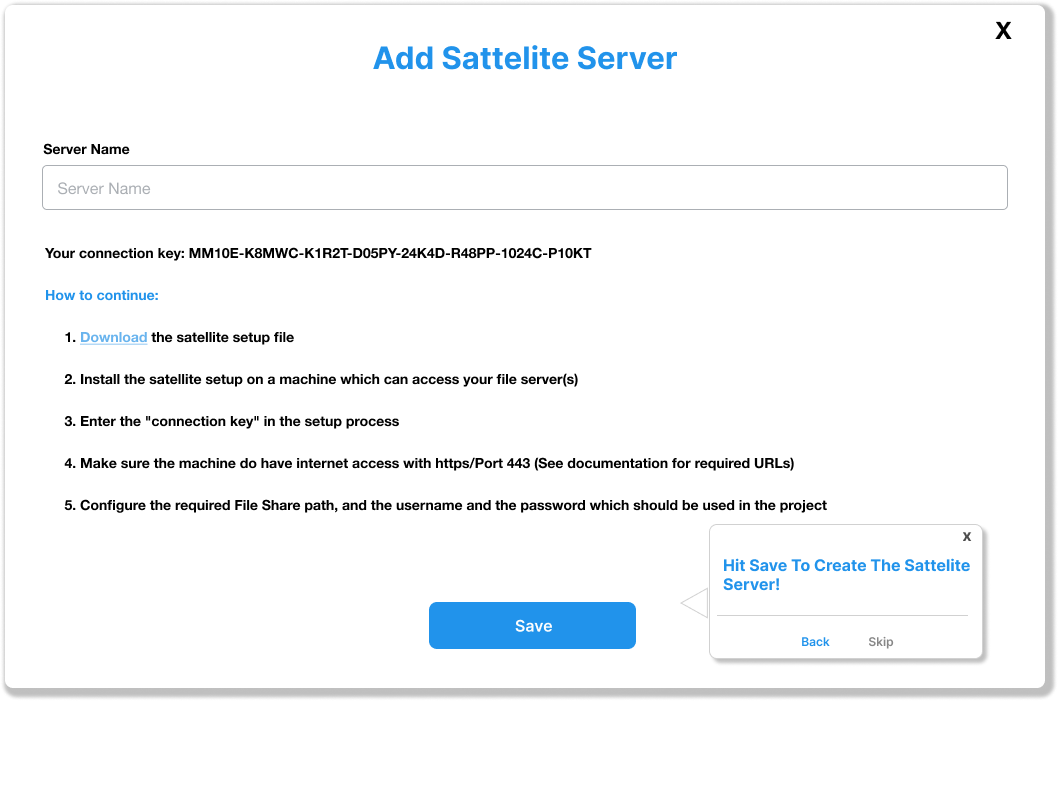 X
Add Sattelite Server
Server Name
Server Name
Your connection key: MM10E-K8MWC-K1R2T-D05PY-24K4D-R48PP-1024C-P10KT
How to continue:
1. Download the satellite setup file
2. Install the satellite setup on a machine which can access your file server(s)
3. Enter the "connection key" in the setup process
4. Make sure the machine do have internet access with https/Port 443 (See documentation for required URLs)
5. Configure the required File Share path, and the username and the password which should be used in the project
X
Hit Save To Create The Sattelite
Server!
Save
Back Skip